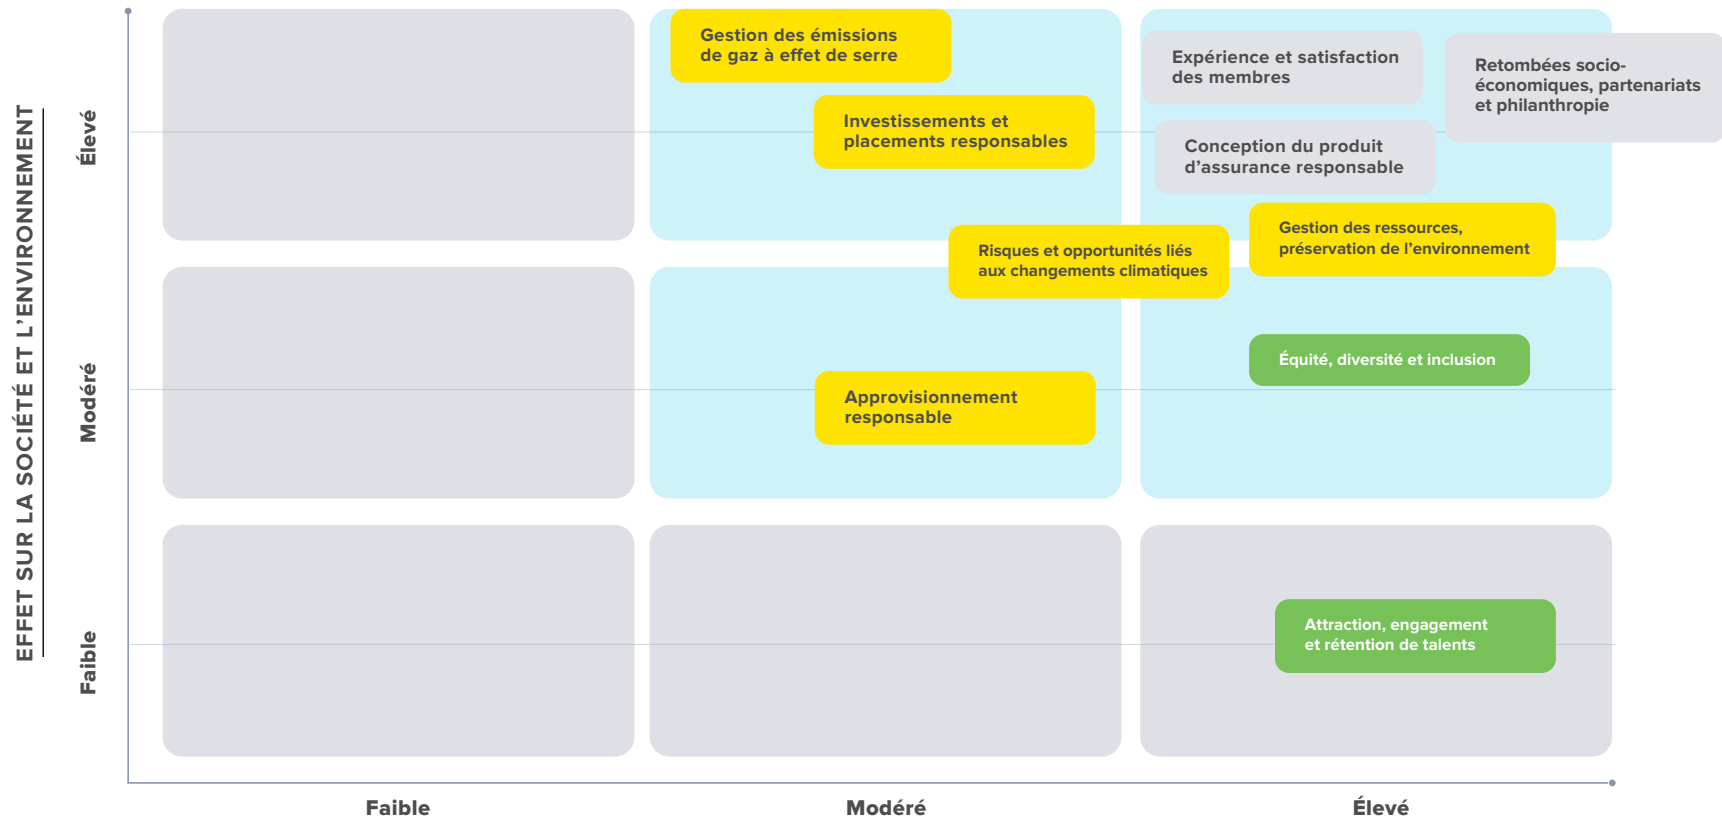 EFFET SUR LA SOCIÉTÉ ET L'ENVIRONNEMENT
Élevé
Modéré
Faible
Gestion des émissions
de gaz à effet de serre
Investissements et
placements responsables
Expérience et satisfaction
des membres
Retombées socio-
économiques, partenariats
et philanthropie
Conception du produit
d'assurance responsable
Risques et opportunités liés
aux changements climatiques
Gestion des ressources,
préservation de l'environnement
Équité, diversité et inclusion
Approvisionnement
responsable
Attraction, engagement
et rétention de talents
Faible
Modéré
Élevé